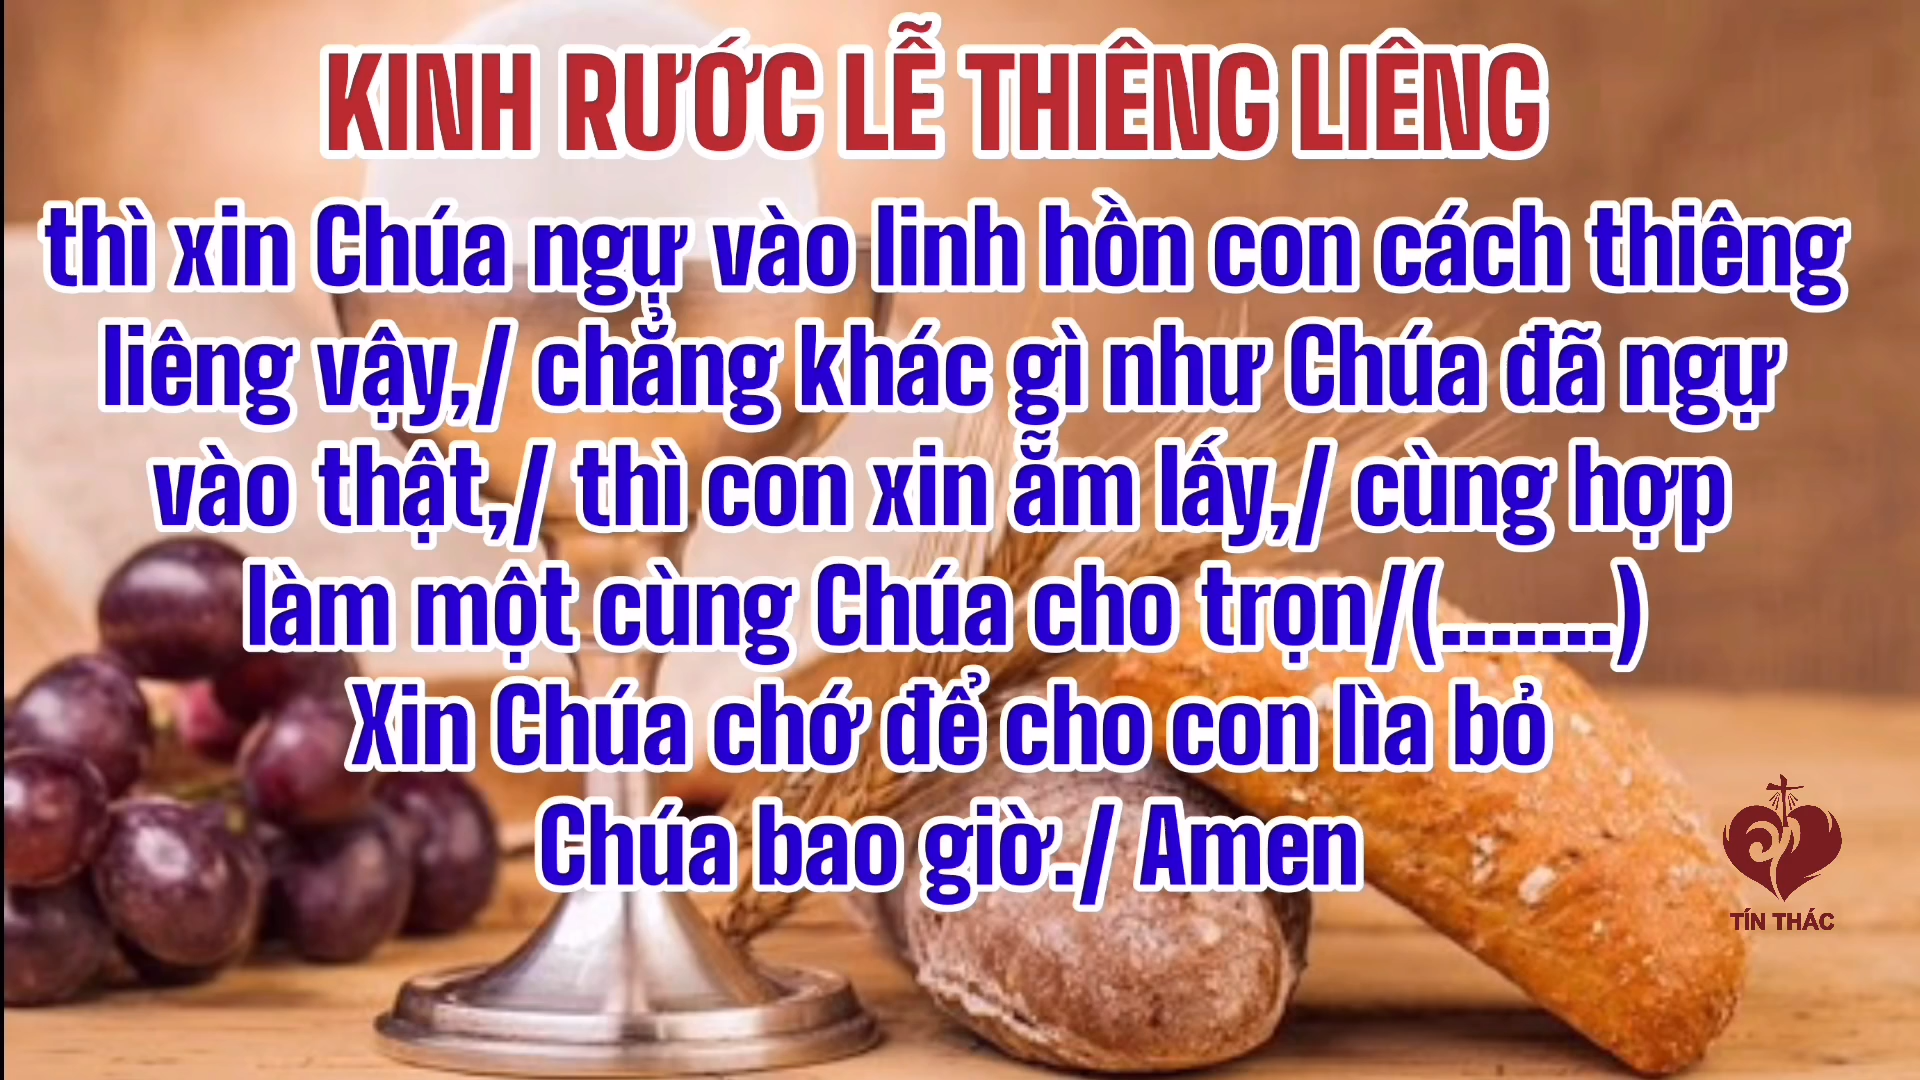 KINH RƯỚC LỄ THIÊNG LIÊNG
thì xin Chúa ngự vào linh hồn con cách thiêng
liêng vậy,/ chẳng khác gì như Chúa đã ngự
vào thật,/ thì con xin ẵm lấy,/ cùng hợp
làm một cùng Chúa cho trọn/(.......)
Xin Chúa chớ để cho con lìa bỏ
Chúa bao giờ./ Amen
TÍN THÁC